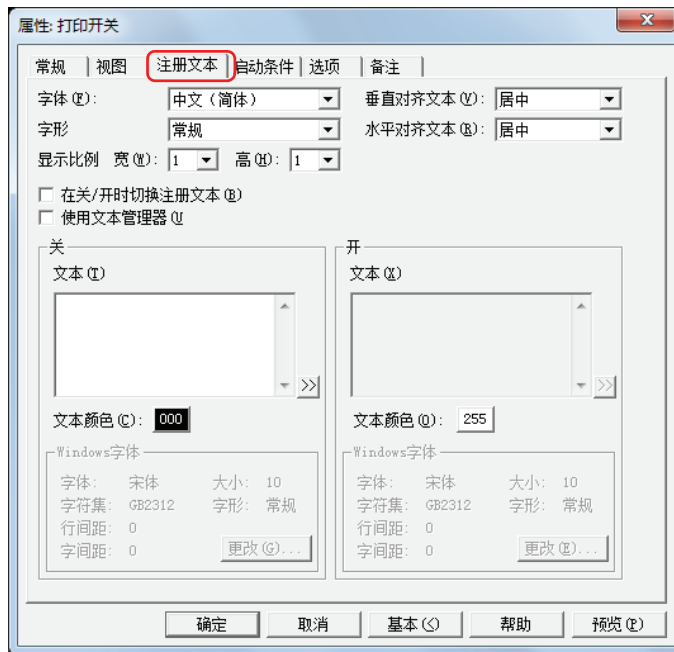 属性: 打印开关
常规 视图 注册文本 启动条件 选项 备注
字体(F): 中文（简体） 垂直对齐文本(V): 居中
字形 常规 水平对齐文本(R): 居中
显示比例 宽(W): 1 高(H): 1
在关/开时切换注册文本(B)
使用文本管理器(U
关 开
文本(T) 文本(X)
>> >>
文本颜色(C): 000 文本颜色(O): 255
Windows字体 Windows字体
字体: 宋体 大小: 10 字体: 宋体 大小: 10
字符集: GB2312 字形: 常规 字符集: GB2312 字形: 常规
行间距: 0 行间距: 0
字间距: 0 更改(G)... 字间距: 0 更改(E)...
确定 取消 基本(<) 帮助 预览(P)